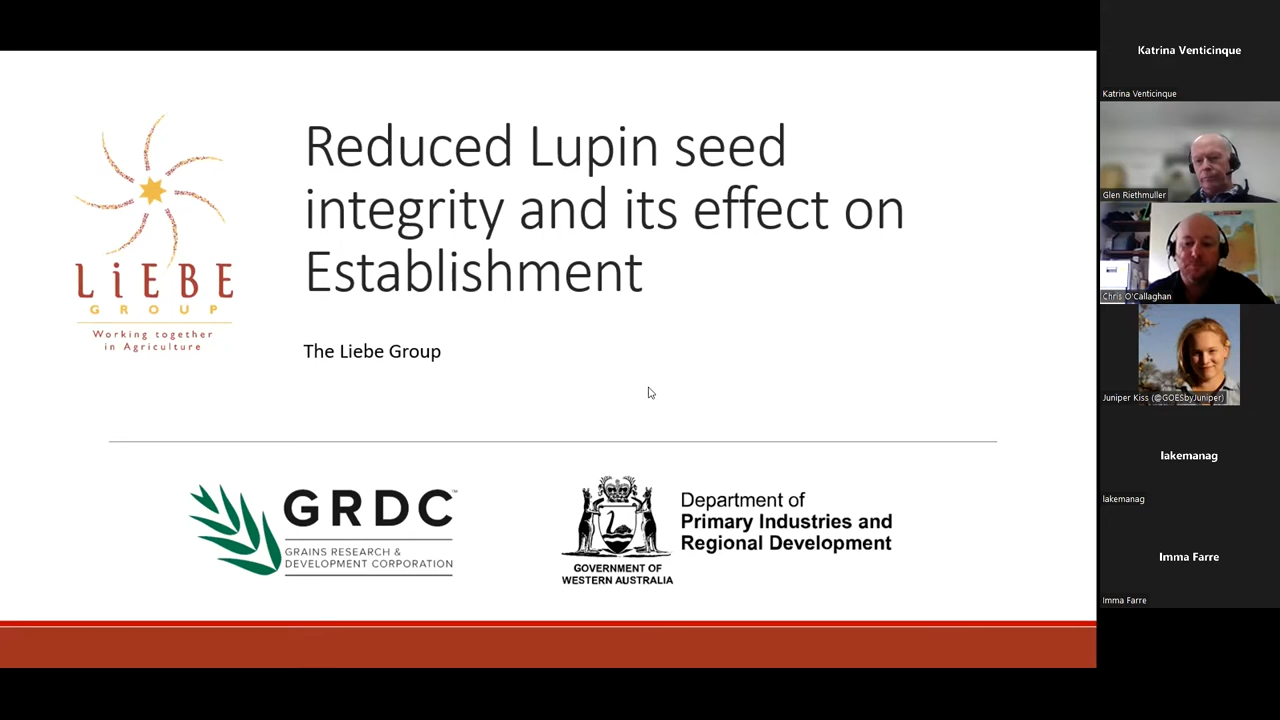 Reduced Lupin seed
integrity and its effect on
Establishment
The Liebe Group
LiEBE
GROUP
Working together
in Agriculture
GRDC™
GRAINS RESEARCH &
DEVELOPMENT CORPORATION
GOVERNMENT OF
WESTERN AUSTRALIA
Department of
Primary Industries and
Regional Development
Katrina Venticinque
Katrina Venticinque
Glen Riethmuller
Chris O'Callaghan
Juniper Kiss (@GOESbyJuniper)
lakemanag
lakemanag
Imma Farre
Imma Farre